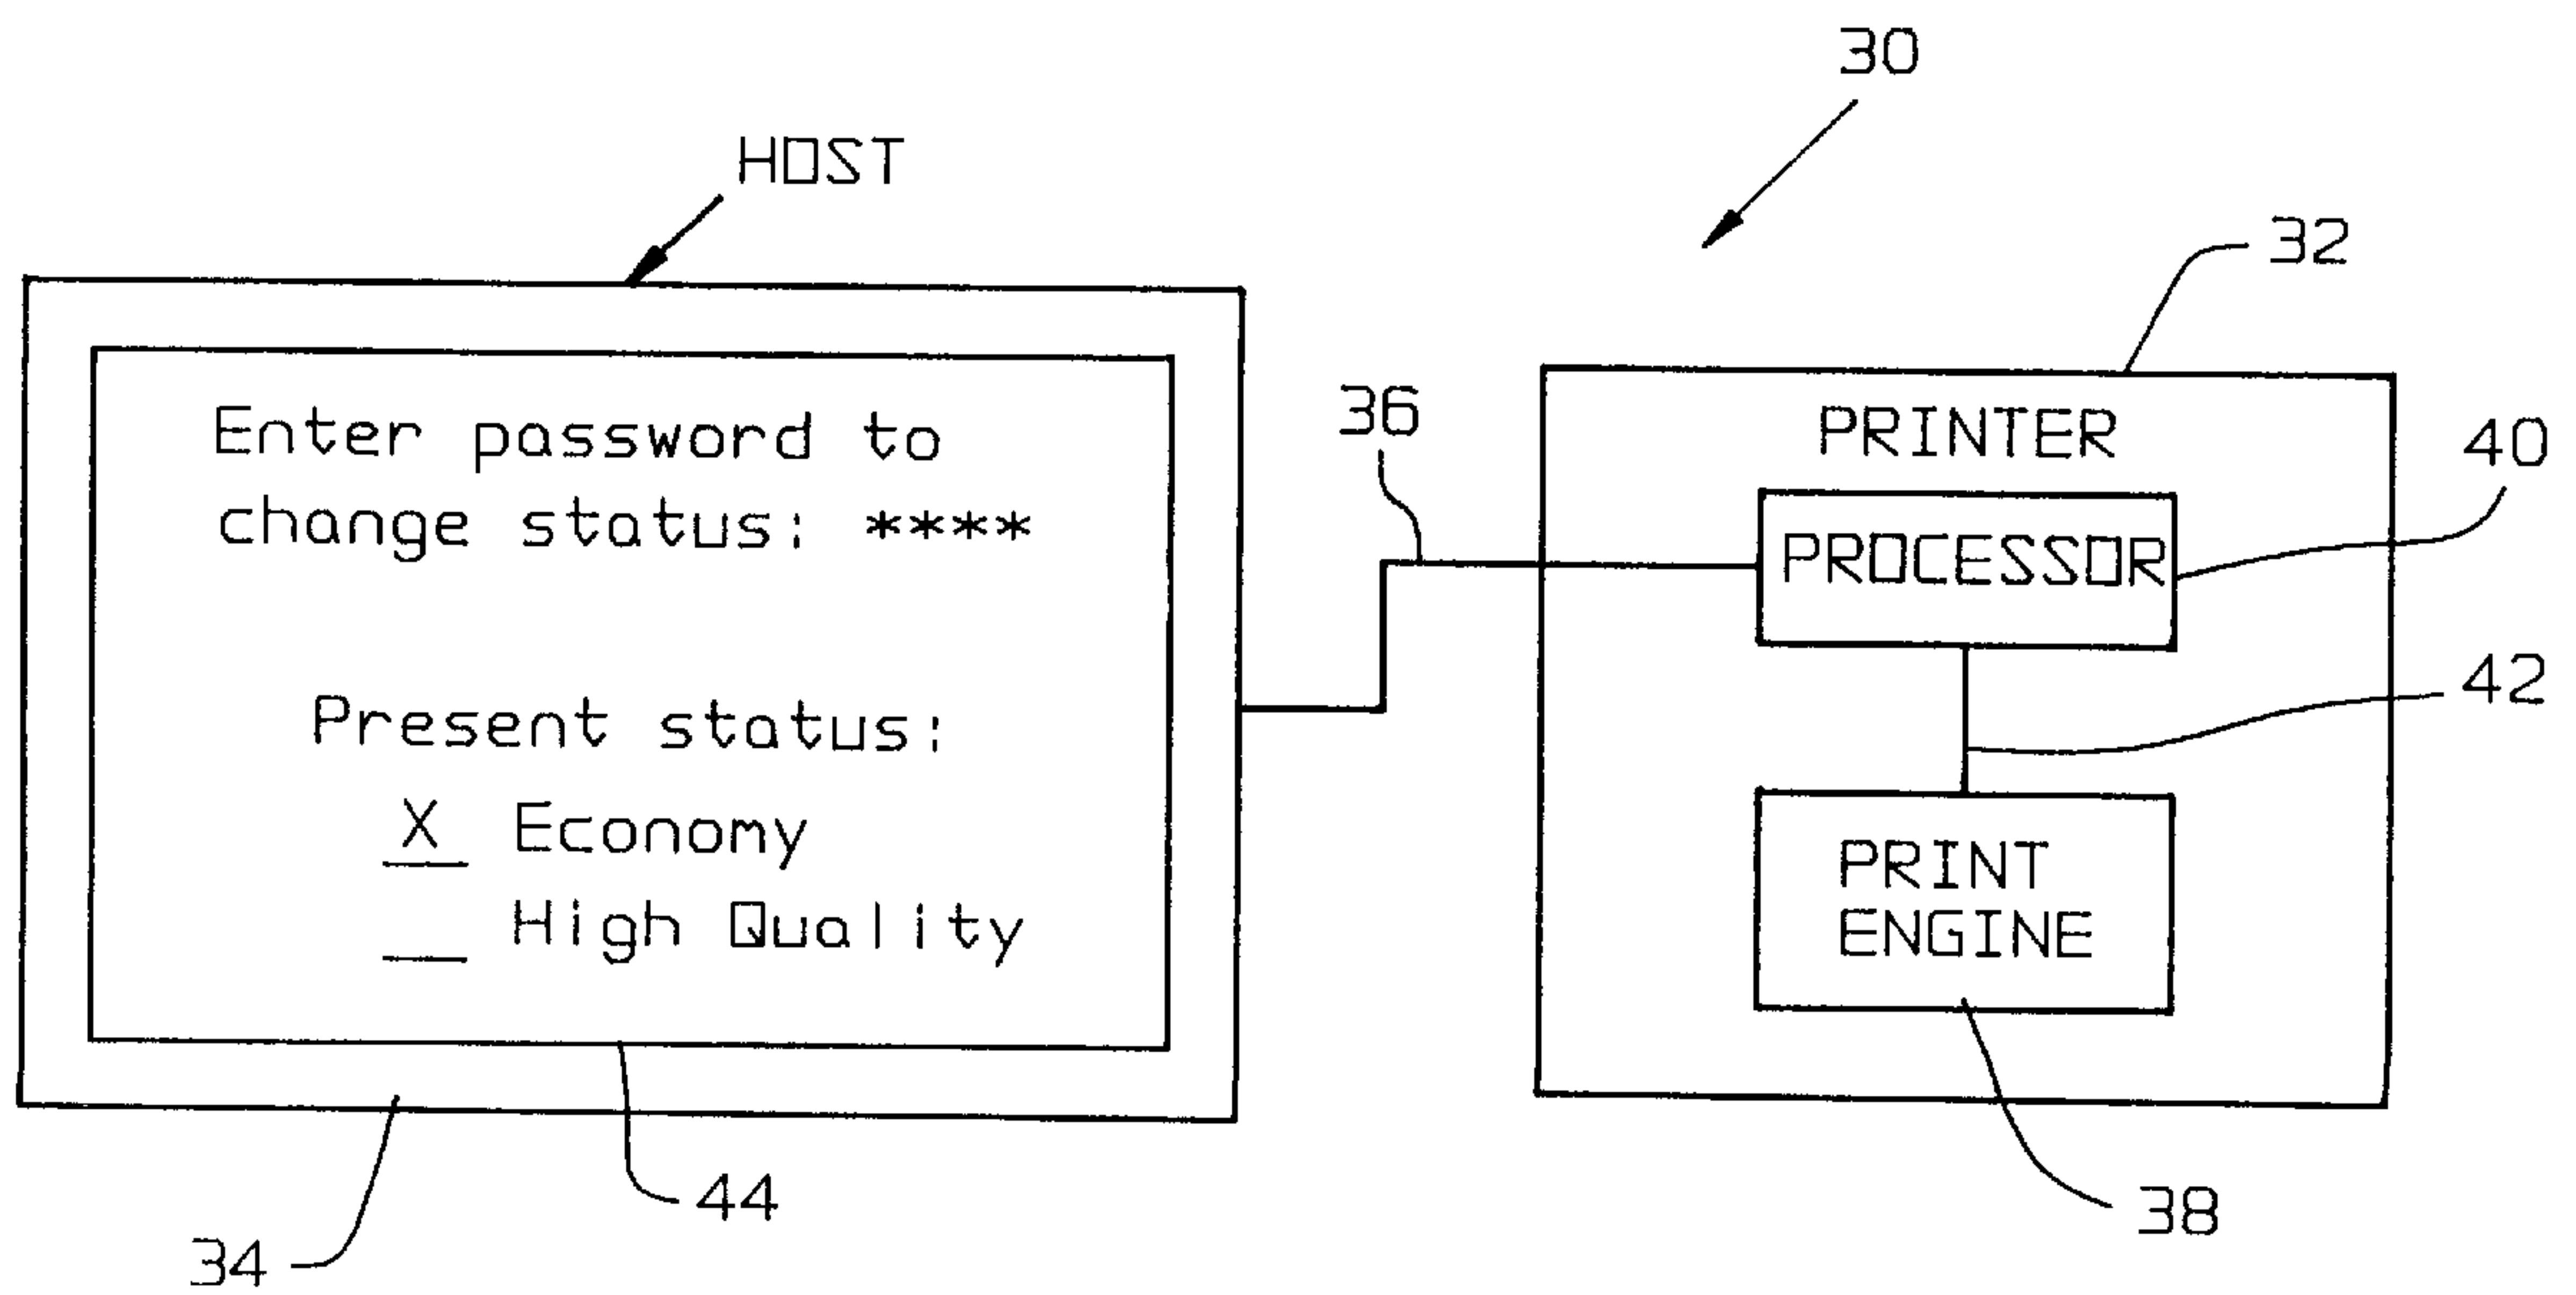 30
HOST
32
Enter password to
change status: ****
Present status:
X Economy
__ High Quality
36
PRINTER
40
PROCESSOR
42
PRINT
ENGINE
44
38
34